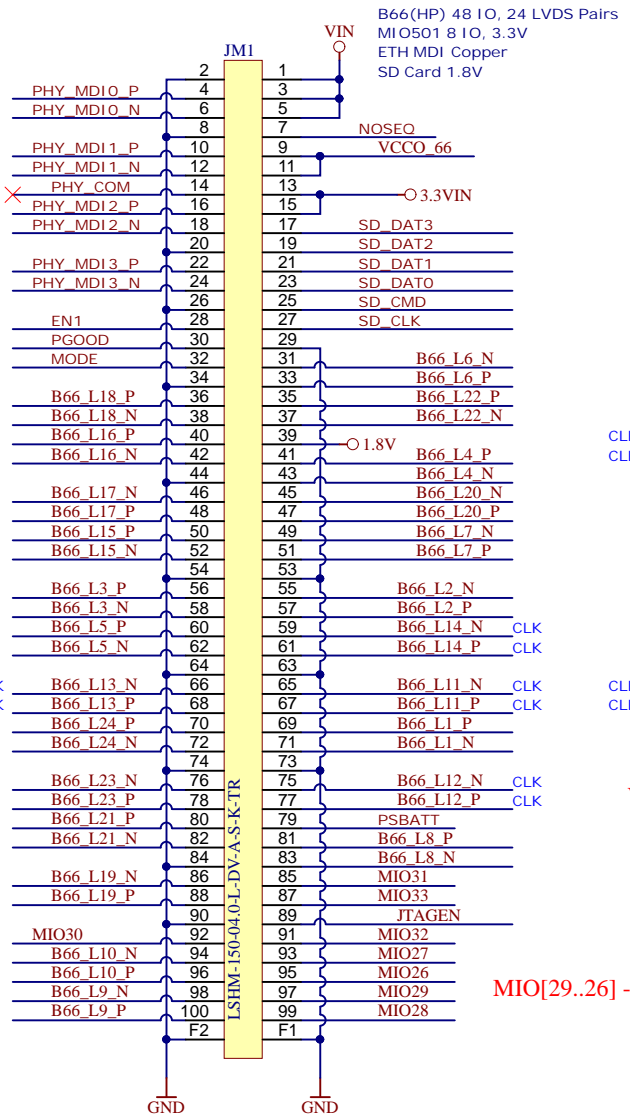 B66(HP) 48 IO, 24 LVDS Pairs
MIO501 8 IO, 3.3V
ETH MDI Copper
SD Card 1.8V
VIN
JM1
2 1
PHY_MDI0_P 4 3
PHY_MDI0_N 6 5
8 7 NOSEQ
PHY_MDI1_P 10 9 VCCO_66
PHY_MDI1_N 12 11
PHY_COM 14 13 3.3VIN
PHY_MDI2_P 16 15
PHY_MDI2_N 18 17 SD_DAT3
20 19 SD_DAT2
PHY_MDI3_P 22 21 SD_DAT1
PHY_MDI3_N 24 23 SD_DAT0
26 25 SD_CMD
EN1 28 27 SD_CLK
PGOOD 30 29
MODE 32 31 B66_L6_N
34 33 B66_L6_P
B66_L18_P 36 35 B66_L22_P
B66_L18_N 38 37 B66_L22_N
B66_L16_P 40 39 1.8V
B66_L16_N 42 41 B66_L4_P
44 43 B66_L4_N
B66_L17_N 46 45 B66_L20_N
B66_L17_P 48 47 B66_L20_P
B66_L15_P 50 49 B66_L7_N
B66_L15_N 52 51 B66_L7_P
54 53
B66_L3_P 56 55 B66_L2_N
B66_L3_N 58 57 B66_L2_P
B66_L5_P 60 59 B66_L14_N CLK
B66_L5_N 62 61 B66_L14_P CLK
64 63
B66_L13_N 66 65 B66_L11_N CLK
B66_L13_P 68 67 B66_L11_P CLK
B66_L24_P 70 69 B66_L1_P
B66_L24_N 72 71 B66_L1_N
74 73
B66_L23_N 76 75 B66_L12_N CLK
B66_L23_P 78 77 B66_L12_P CLK
B66_L21_P 80 79 PSBATT
B66_L21_N 82 81 B66_L8_P
84 83 B66_L8_N
B66_L19_N 86 85 MIO31
B66_L19_P 88 87 MIO33
90 89 JTAGEN
MIO30 92 91 MIO32
B66_L10_N 94 93 MIO27
B66_L10_P 96 95 MIO26
B66_L9_N 98 97 MIO29
B66_L9_P 100 99 MIO28
F2 F1
LSHM-150-04.0-L-DV-A-S-K-TR
MIO[29..26] -
GND GND